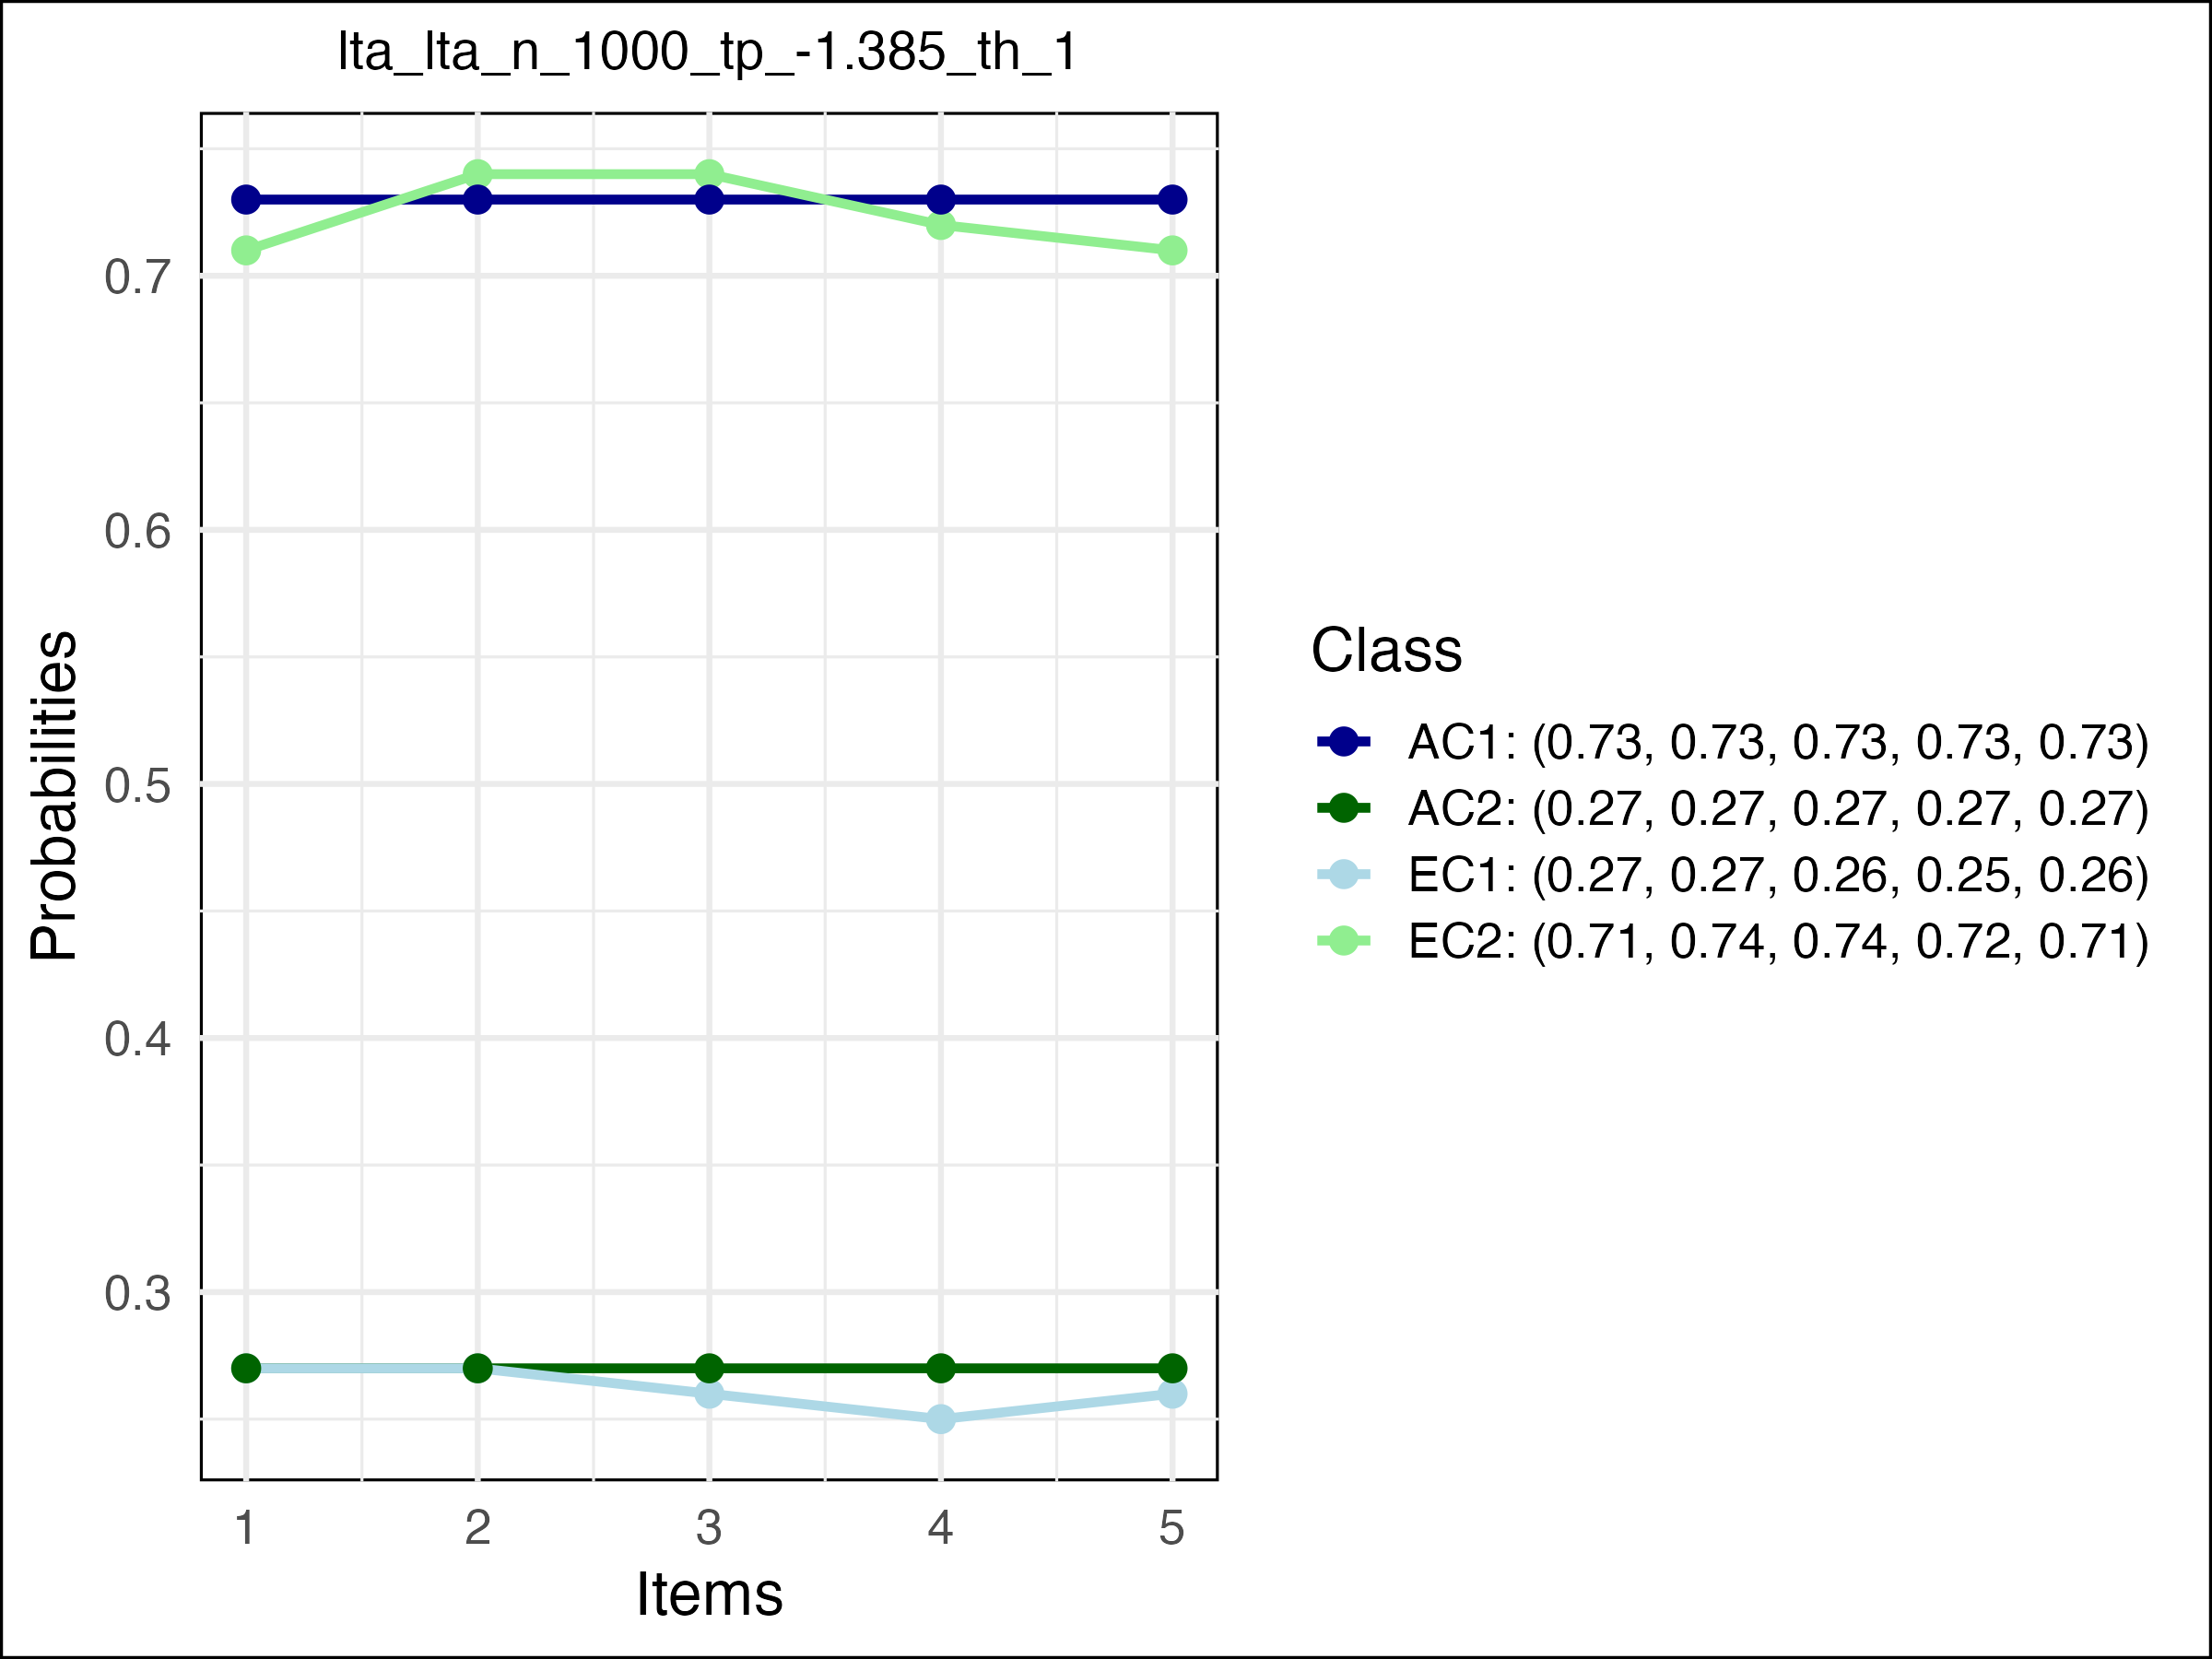 lta_lta_n_1000_tp_-1.385_th_1
Probabilities
0.7
0.6
0.5
0.4
0.3
1 2 3 4 5
Items
Class
AC1: (0.73, 0.73, 0.73, 0.73, 0.73)
AC2: (0.27, 0.27, 0.27, 0.27, 0.27)
EC1: (0.27, 0.27, 0.26, 0.25, 0.26)
EC2: (0.71, 0.74, 0.74, 0.72, 0.71)